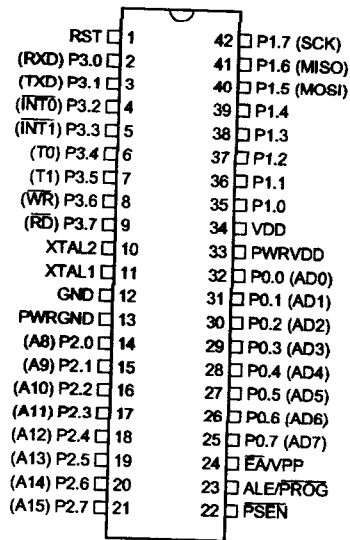 RST 1
(RXD) P3.0 2
(TXD) P3.1 3
(INT0) P3.2 4
(INT1) P3.3 5
(T0) P3.4 6
(T1) P3.5 7
(WR) P3.6 8
(RD) P3.7 9
XTAL2 10
XTAL1 11
GND 12
PWRGND 13
(A8) P2.0 14
(A9) P2.1 15
(A10) P2.2 16
(A11) P2.3 17
(A12) P2.4 18
(A13) P2.5 19
(A14) P2.6 20
(A15) P2.7 21
42 P1.7 (SCK)
41 P1.6 (MISO)
40 P1.5 (MOSI)
39 P1.4
38 P1.3
37 P1.2
36 P1.1
35 P1.0
34 VDD
33 PWRVDD
32 P0.0 (AD0)
31 P0.1 (AD1)
30 P0.2 (AD2)
29 P0.3 (AD3)
28 P0.4 (AD4)
27 P0.5 (AD5)
26 P0.6 (AD6)
25 P0.7 (AD7)
24 EA/VPP
23 ALE/PROG
22 PSEN